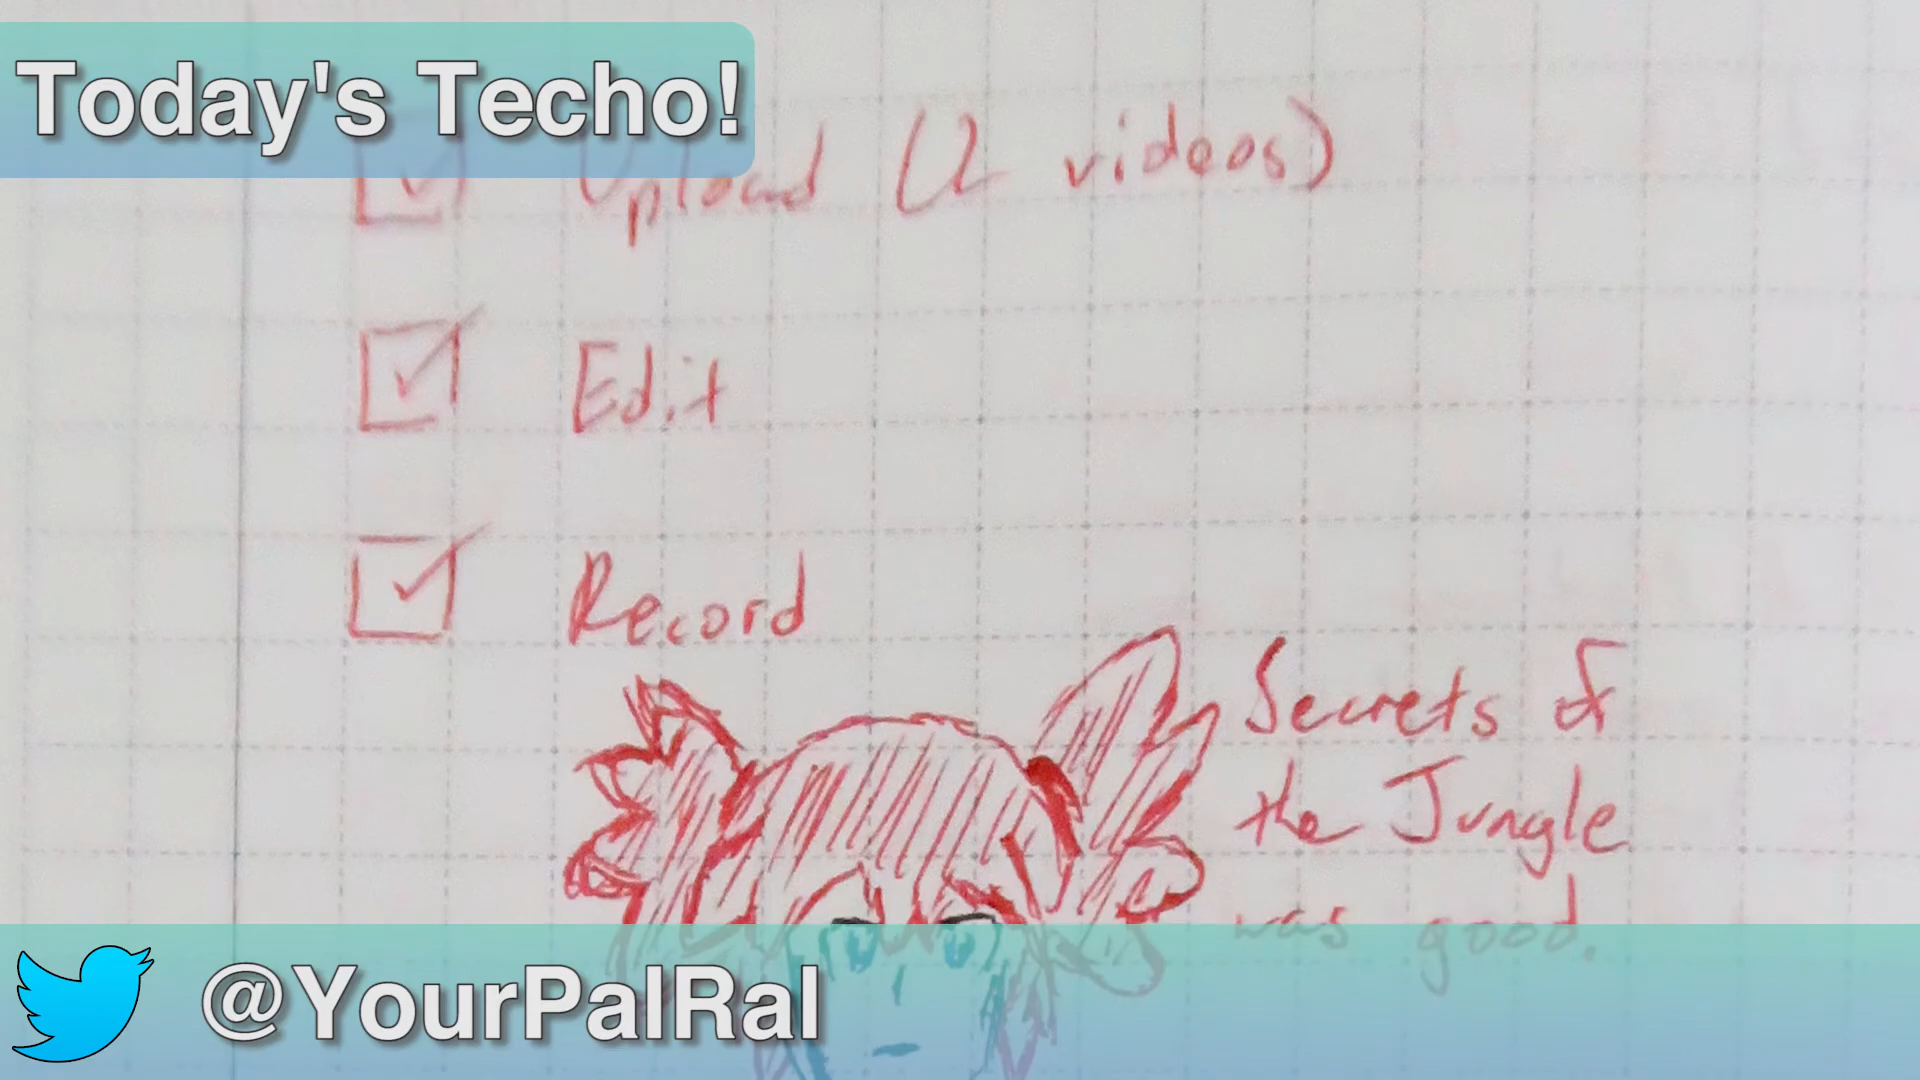 Today's Techo!
Upload (2 videos)
Edit
Record
Secrets of
the Jungle
was good.
@YourPalRal